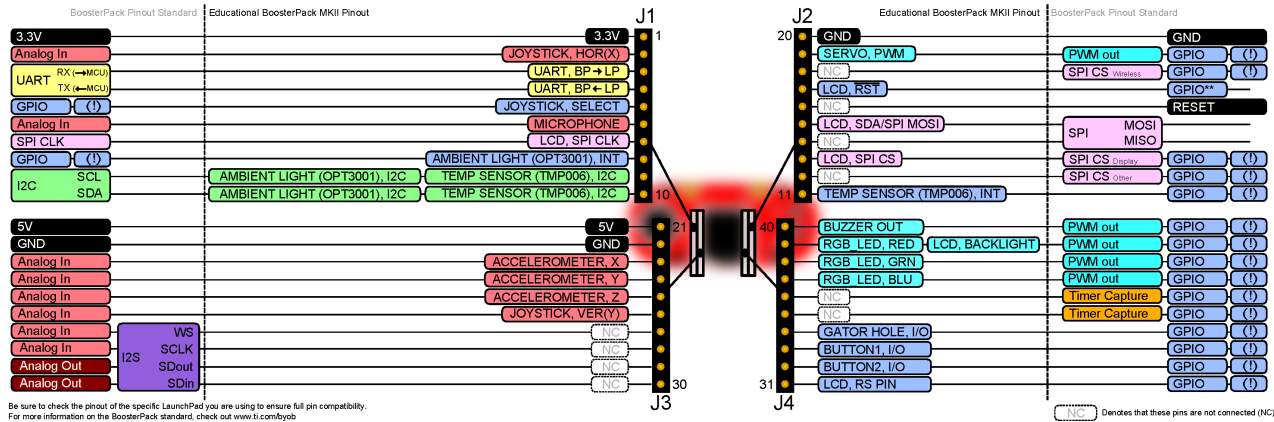 BoosterPack Pinout Standard Educational BoosterPack MKII Pinout
J1
3.3V 3.3V 1
Analog In JOYSTICK, HOR(X)
UART RX (→MCU) UART, BP → LP
TX (←MCU) UART, BP ← LP
GPIO (!) JOYSTICK, SELECT
Analog In MICROPHONE
SPI CLK LCD, SPI CLK
GPIO (!) AMBIENT LIGHT (OPT3001), INT
I2C SCL AMBIENT LIGHT (OPT3001), I2C TEMP SENSOR (TMP006), I2C
SDA AMBIENT LIGHT (OPT3001), I2C TEMP SENSOR (TMP006), I2C 10
5V 5V 21
GND GND
Analog In ACCELEROMETER, X
Analog In ACCELEROMETER, Y
Analog In ACCELEROMETER, Z
Analog In JOYSTICK, VER(Y)
Analog In I2S WS NC
Analog In SCLK NC
Analog Out SDout NC
Analog Out SDin NC 30
J3
Educational BoosterPack MKII Pinout BoosterPack Pinout Standard
J2
20 GND GND
SERVO, PWM PWM out GPIO (!)
NC SPI CS Wireless GPIO (!)
LCD, RST GPIO**
NC RESET
LCD, SDA/SPI MOSI SPI MOSI
NC MISO
LCD, SPI CS SPI CS Display GPIO (!)
NC SPI CS Other GPIO (!)
11 TEMP SENSOR (TMP006), INT GPIO (!)
40 BUZZER OUT PWM out GPIO (!)
RGB_LED, RED LCD, BACKLIGHT PWM out GPIO (!)
RGB_LED, GRN PWM out GPIO (!)
RGB_LED, BLU PWM out GPIO (!)
NC Timer Capture GPIO (!)
NC Timer Capture GPIO (!)
GATOR HOLE, I/O GPIO (!)
BUTTON1, I/O GPIO (!)
BUTTON2, I/O GPIO (!)
31 LCD, RS PIN GPIO (!)
J4
Be sure to check the pinout of the specific LaunchPad you are using to ensure full pin compatibility.
For more information on the BoosterPack standard, check out www.ti.com/byob
NC Denotes that these pins are not connected (NC)